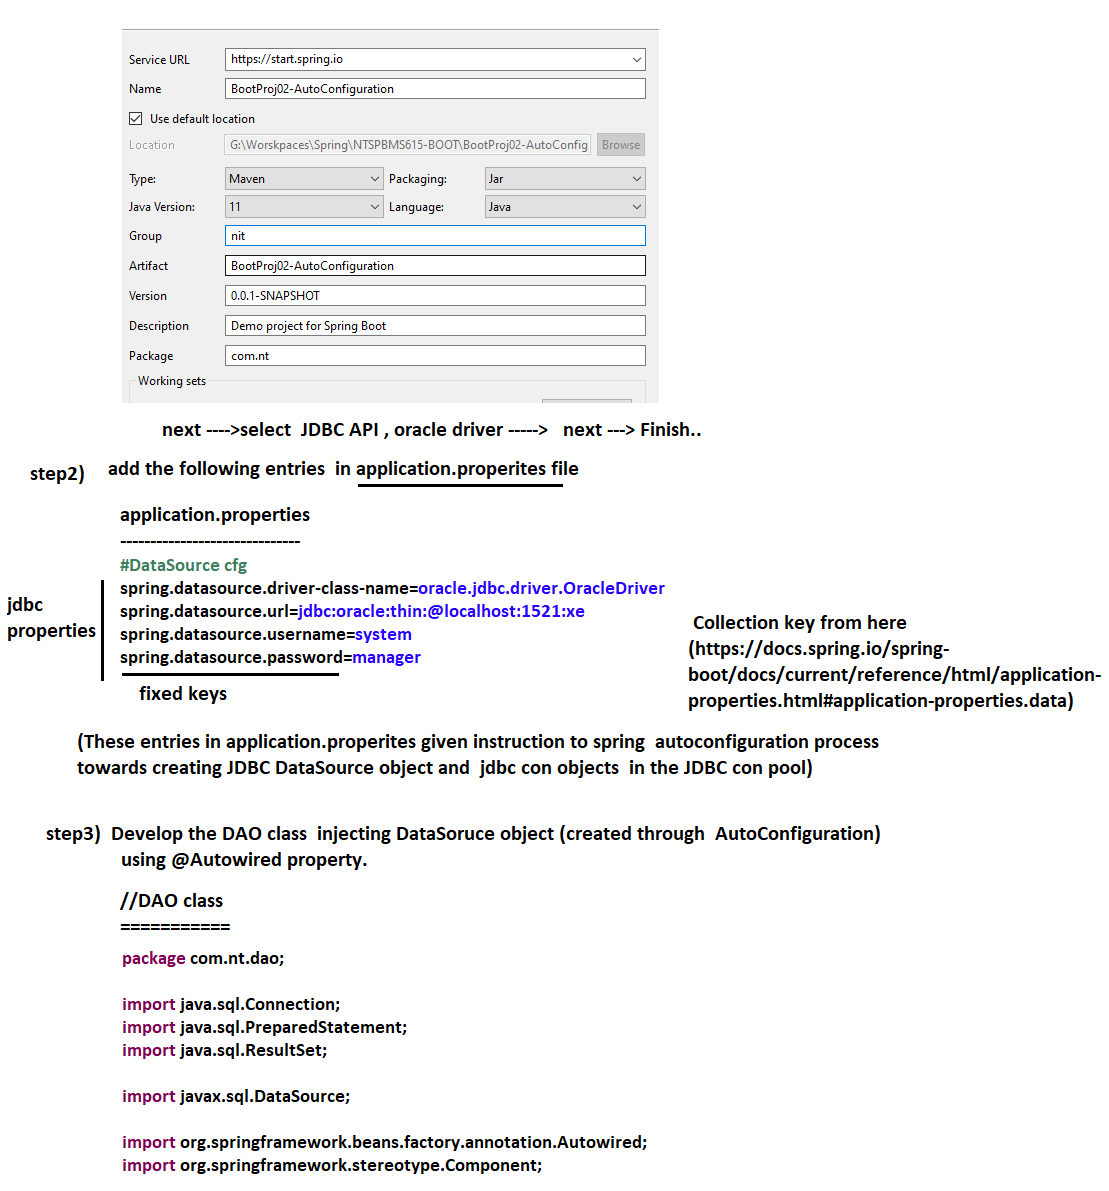 Service URL https://start.spring.io
Name BootProj02-AutoConfiguration
Use default location
Location G:\Worskpaces\Spring\NTSPBMS615-BOOT\BootProj02-AutoConfig Browse
Type: Maven Packaging: Jar
Java Version: 11 Language: Java
Group nit
Artifact BootProj02-AutoConfiguration
Version 0.0.1-SNAPSHOT
Description Demo project for Spring Boot
Package com.nt
Working sets
next ---->select JDBC API , oracle driver -----> next ---> Finish..
step2) add the following entries in application.properites file
application.properties
------------------------------
#DataSource cfg
spring.datasource.driver-class-name=oracle.jdbc.driver.OracleDriver
spring.datasource.url=jdbc:oracle:thin:@localhost:1521:xe
spring.datasource.username=system
spring.datasource.password=manager
jdbc
properties
fixed keys
Collection key from here
(https://docs.spring.io/spring-
boot/docs/current/reference/html/application-
properties.html#application-properties.data)
(These entries in application.properites given instruction to spring autoconfiguration process
towards creating JDBC DataSource object and jdbc con objects in the JDBC con pool)
step3) Develop the DAO class injecting DataSoruce object (created through AutoConfiguration)
using @Autowired property.
//DAO class
===========
package com.nt.dao;
import java.sql.Connection;
import java.sql.PreparedStatement;
import java.sql.ResultSet;
import javax.sql.DataSource;
import org.springframework.beans.factory.annotation.Autowired;
import org.springframework.stereotype.Component;